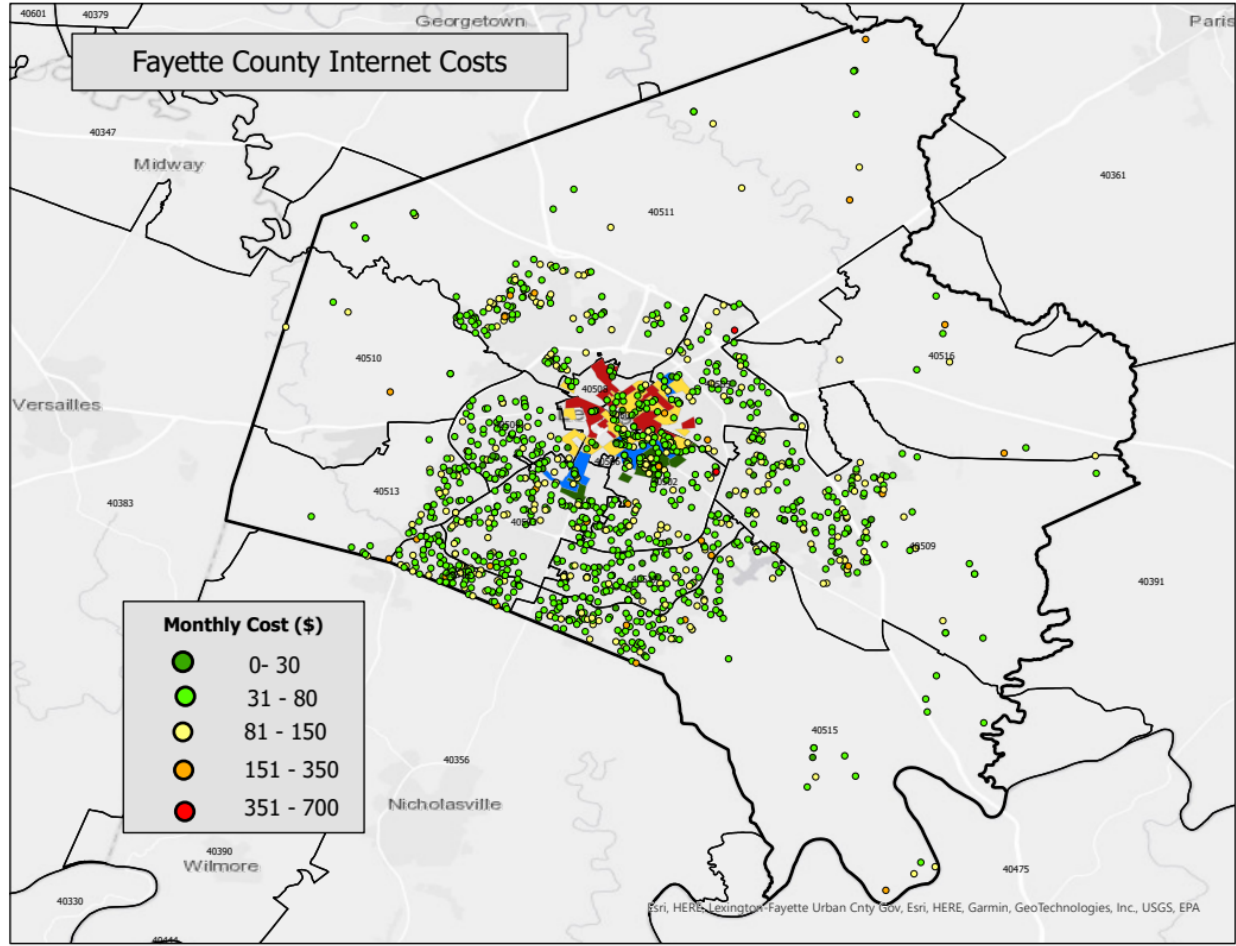 40601
40379
Georgetown
Paris
Fayette County Internet Costs
40347
Midway
40361
40511
40510
40516
Versailles
40508
40513
40383
40502
40509
40391
Monthly Cost ($)
0- 30
31 - 80
81 - 150
151 - 350
351 - 700
40515
40356
Nicholasville
40390
Wilmore
40475
40330
Esri, HERE, Lexington-Fayette Urban Cnty Gov, Esri, HERE, Garmin, GeoTechnologies, Inc., USGS, EPA